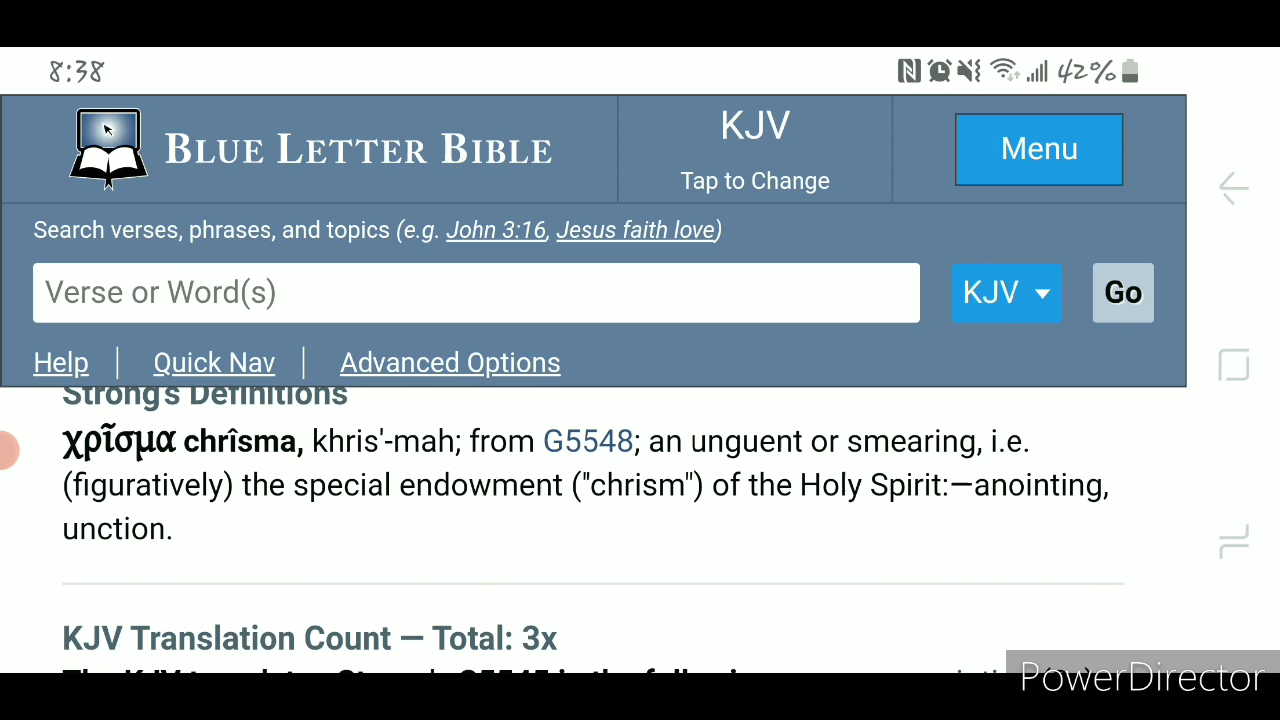 8:38 42%
BLUE LETTER BIBLE
KJV
Tap to Change
Menu
Search verses, phrases, and topics (e.g. John 3:16, Jesus faith love)
Verse or Word(s)
KJV
Go
Help | Quick Nav | Advanced Options
Strong's Definitions
χρῖσμα chrîsma, khris'-mah; from G5548; an unguent or smearing, i.e.
(figuratively) the special endowment ("chrism") of the Holy Spirit:—anointing,
unction.
KJV Translation Count — Total: 3x
PowerDirector